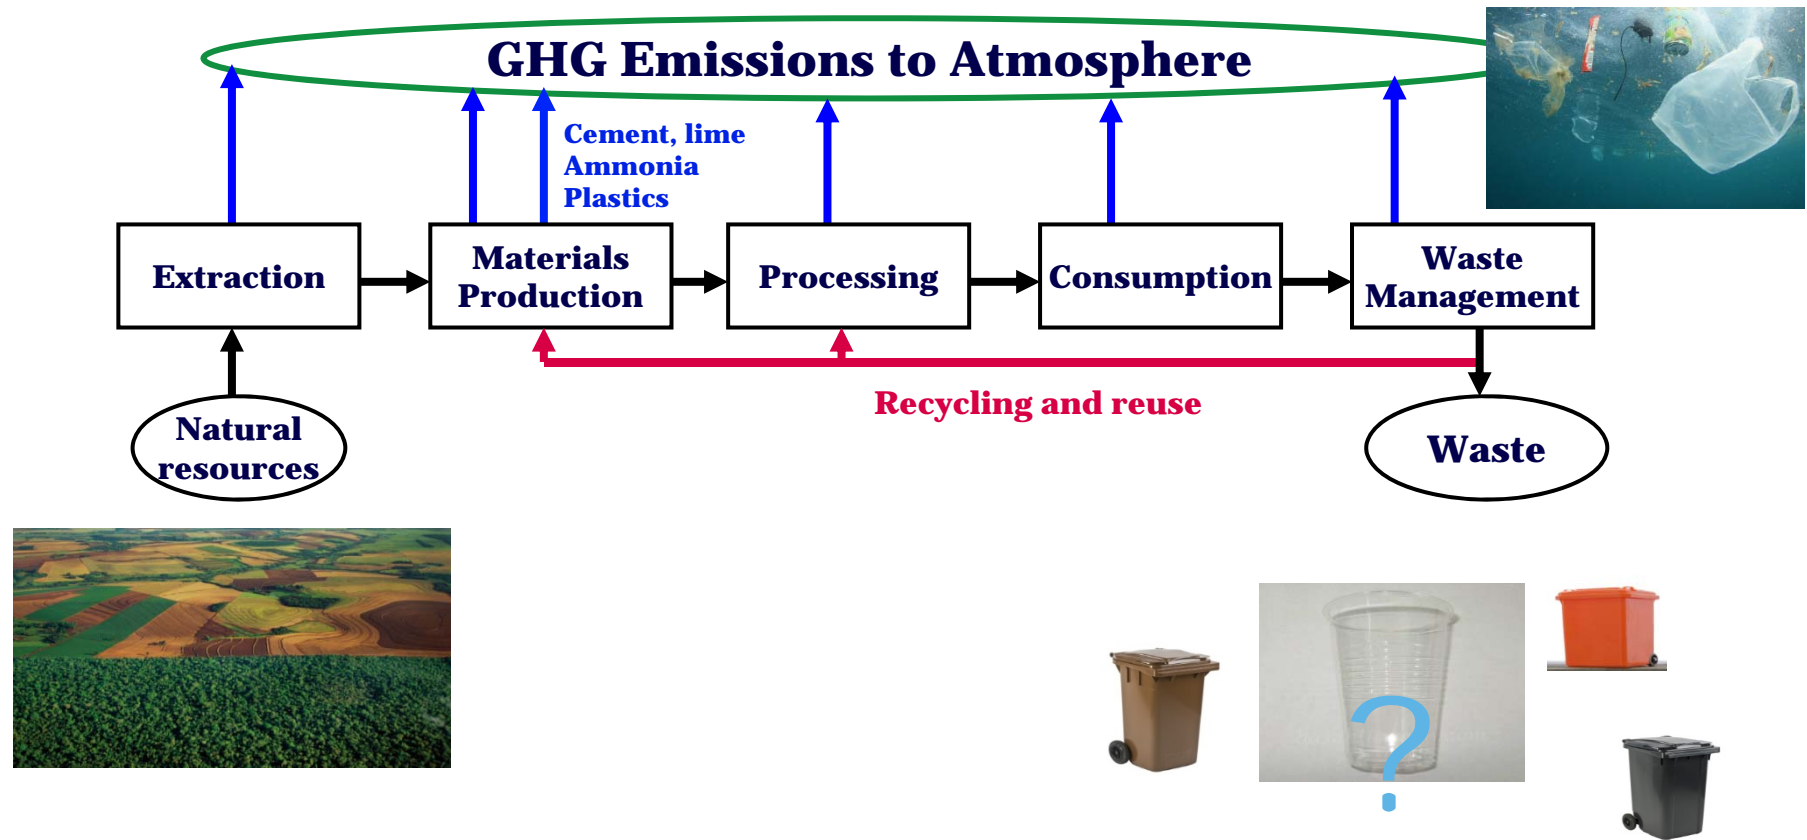 GHG Emissions to Atmosphere
Cement, lime
Ammonia
Plastics
Extraction
Materials
Production
Processing
Consumption
Waste
Management
Recycling and reuse
Natural
resources
Waste
?